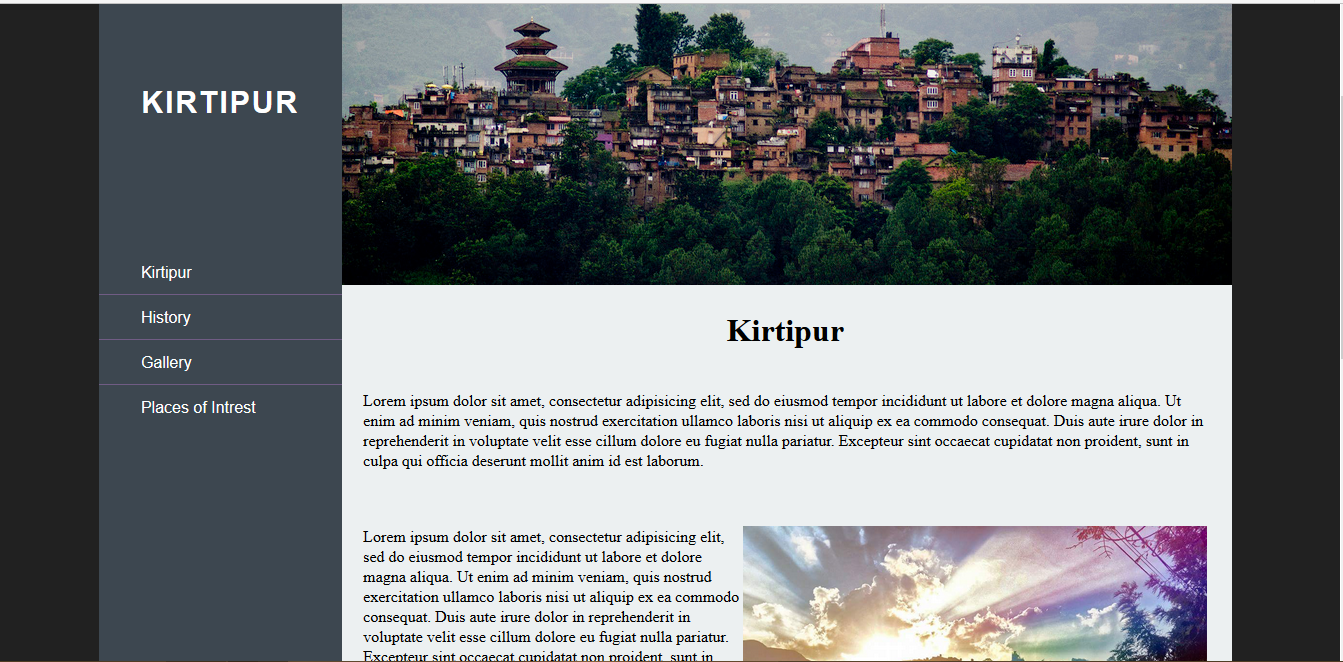 KIRTIPUR
Kirtipur
History
Gallery
Places of Intrest
Kirtipur
Lorem ipsum dolor sit amet, consectetur adipisicing elit, sed do eiusmod tempor incididunt ut labore et dolore magna aliqua. Ut
enim ad minim veniam, quis nostrud exercitation ullamco laboris nisi ut aliquip ex ea commodo consequat. Duis aute irure dolor in
reprehenderit in voluptate velit esse cillum dolore eu fugiat nulla pariatur. Excepteur sint occaecat cupidatat non proident, sunt in
culpa qui officia deserunt mollit anim id est laborum.
Lorem ipsum dolor sit amet, consectetur adipisicing elit,
sed do eiusmod tempor incididunt ut labore et dolore
magna aliqua. Ut enim ad minim veniam, quis nostrud
exercitation ullamco laboris nisi ut aliquip ex ea commodo
consequat. Duis aute irure dolor in reprehenderit in
voluptate velit esse cillum dolore eu fugiat nulla pariatur.
Excepteur sint occaecat cupidatat non proident, sunt in